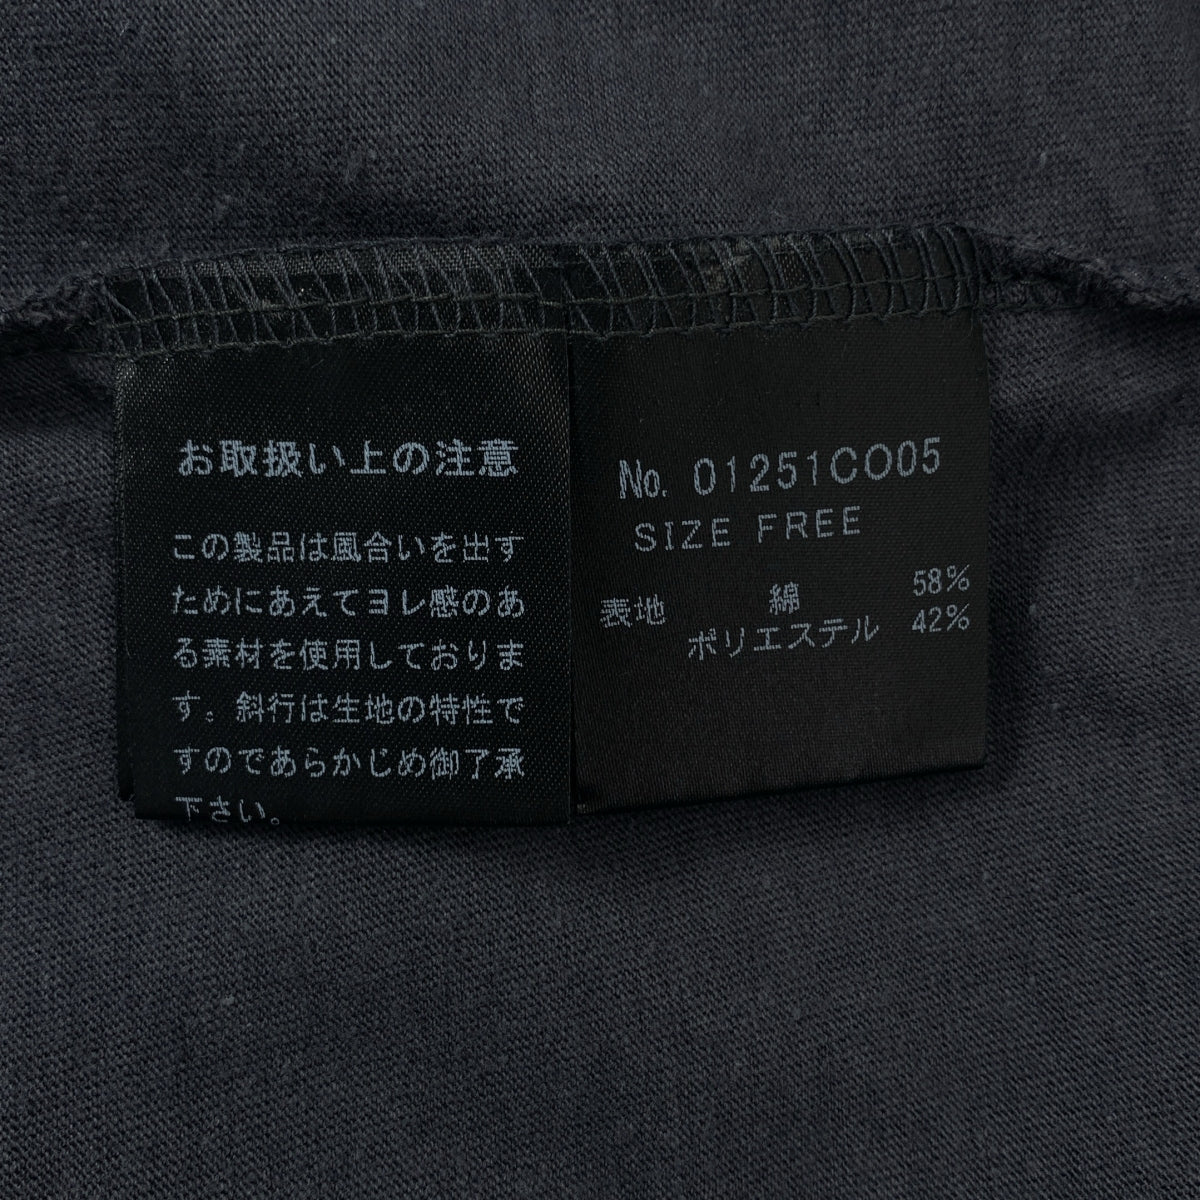 お取扱い上の注意
この製品は風合いを出す
ためにあえてヨレ感のあ
る素材を使用しておりま
す。斜行は生地の特性で
すのであらかじめ御了承
下さい。
No. 01251CO05
SIZE FREE
表地 綿 58%
ポリエステル 42%